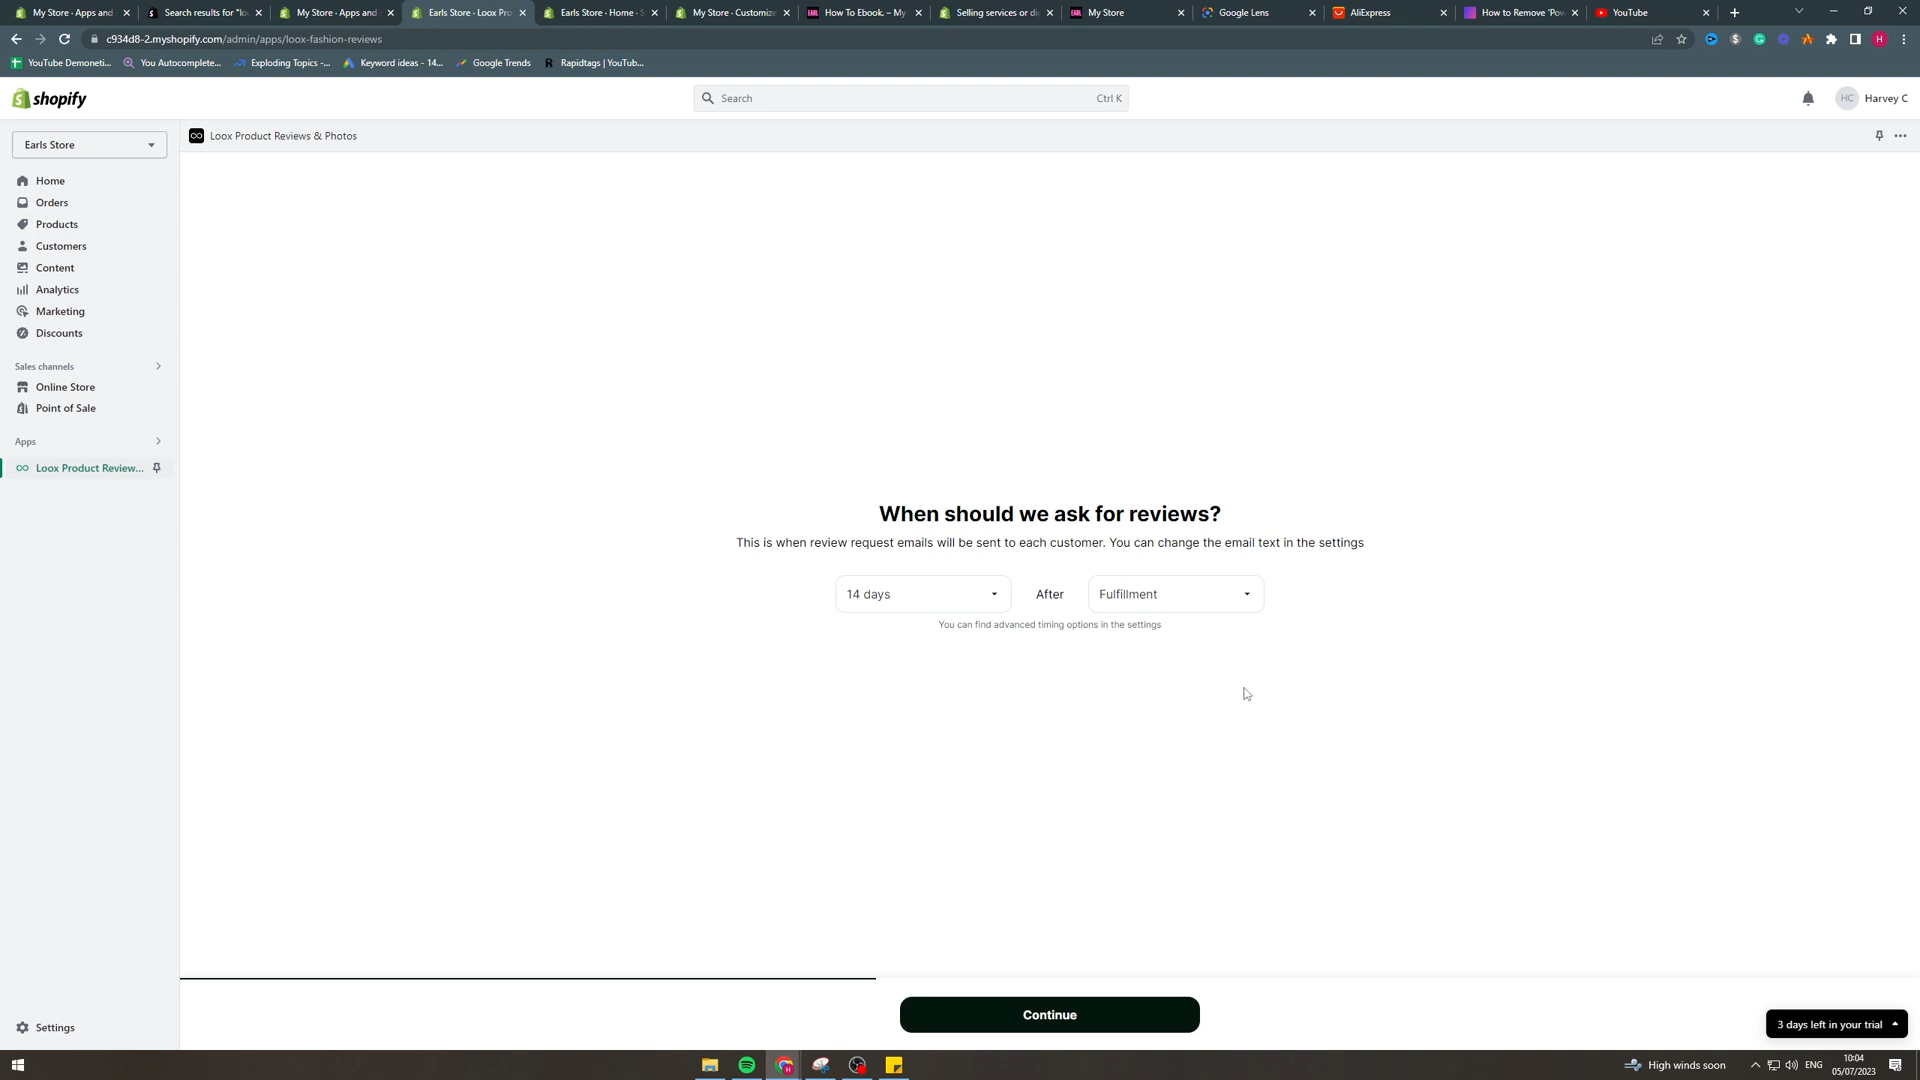 My Store · Apps and
Search results for "lo
My Store · Apps and
Earls Store · Loox Pro
Earls Store · Home · S
My Store · Customize
How To Ebook. – My
Selling services or di
My Store
Google Lens
AliExpress
How to Remove 'Pow
YouTube
c934d8-2.myshopify.com/admin/apps/loox-fashion-reviews
YouTube Demoneti...
You Autocomplete...
Exploding Topics -...
Keyword ideas - 14...
Google Trends
Rapidtags | YouTub...
shopify
Search
Ctrl K
HC
Harvey C
Earls Store
Loox Product Reviews & Photos
Home
Orders
Products
Customers
Content
Analytics
Marketing
Discounts
Sales channels
Online Store
Point of Sale
Apps
Loox Product Review...
When should we ask for reviews?
This is when review request emails will be sent to each customer. You can change the email text in the settings
14 days
After
Fulfillment
You can find advanced timing options in the settings
Continue
Settings
3 days left in your trial
High winds soon
ENG
10:04
05/07/2023